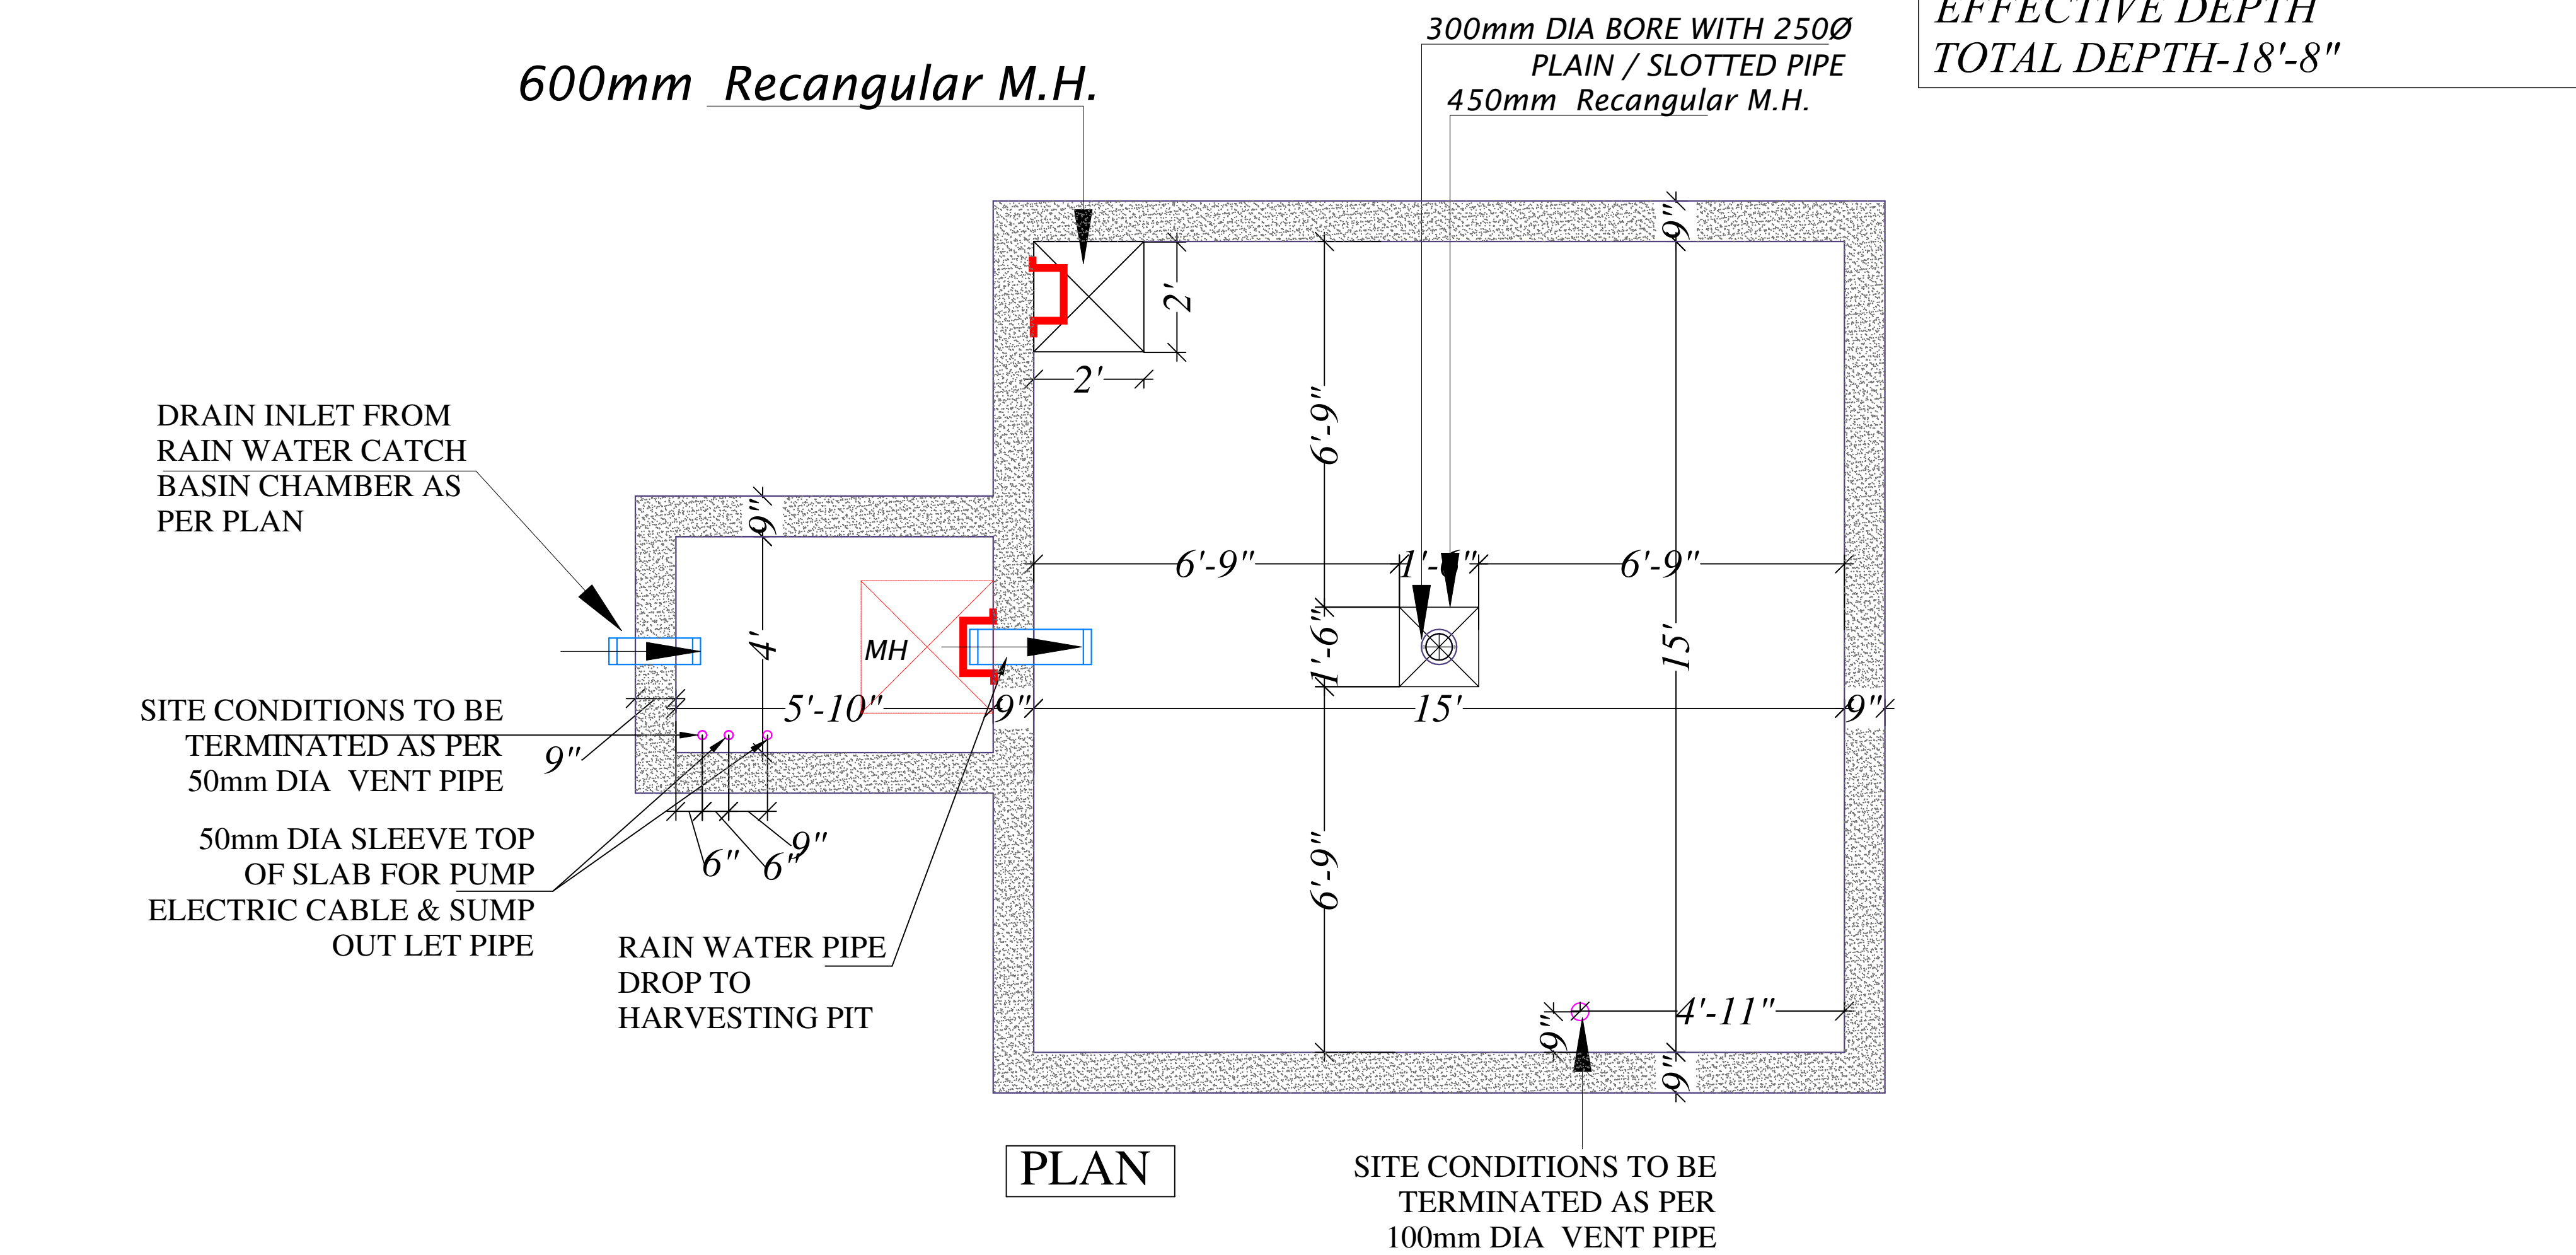 300mm DIA BORE WITH 250Ø
PLAIN / SLOTTED PIPE
450mm Recangular M.H.
EFFECTIVE DEPTH
TOTAL DEPTH-18'-8"
600mm Recangular M.H.
9"
2'
2'
6'-9"
DRAIN INLET FROM
RAIN WATER CATCH
BASIN CHAMBER AS
PER PLAN
9"
6'-9"
1'-6"
6'-9"
4'
MH
1'-6"
15'
5'-10"
9"
15'
9"
SITE CONDITIONS TO BE
TERMINATED AS PER
50mm DIA VENT PIPE
9"
6"
6"
9"
50mm DIA SLEEVE TOP
OF SLAB FOR PUMP
ELECTRIC CABLE & SUMP
OUT LET PIPE
6'-9"
RAIN WATER PIPE
DROP TO
HARVESTING PIT
9"
4'-11"
9"
PLAN
SITE CONDITIONS TO BE
TERMINATED AS PER
100mm DIA VENT PIPE